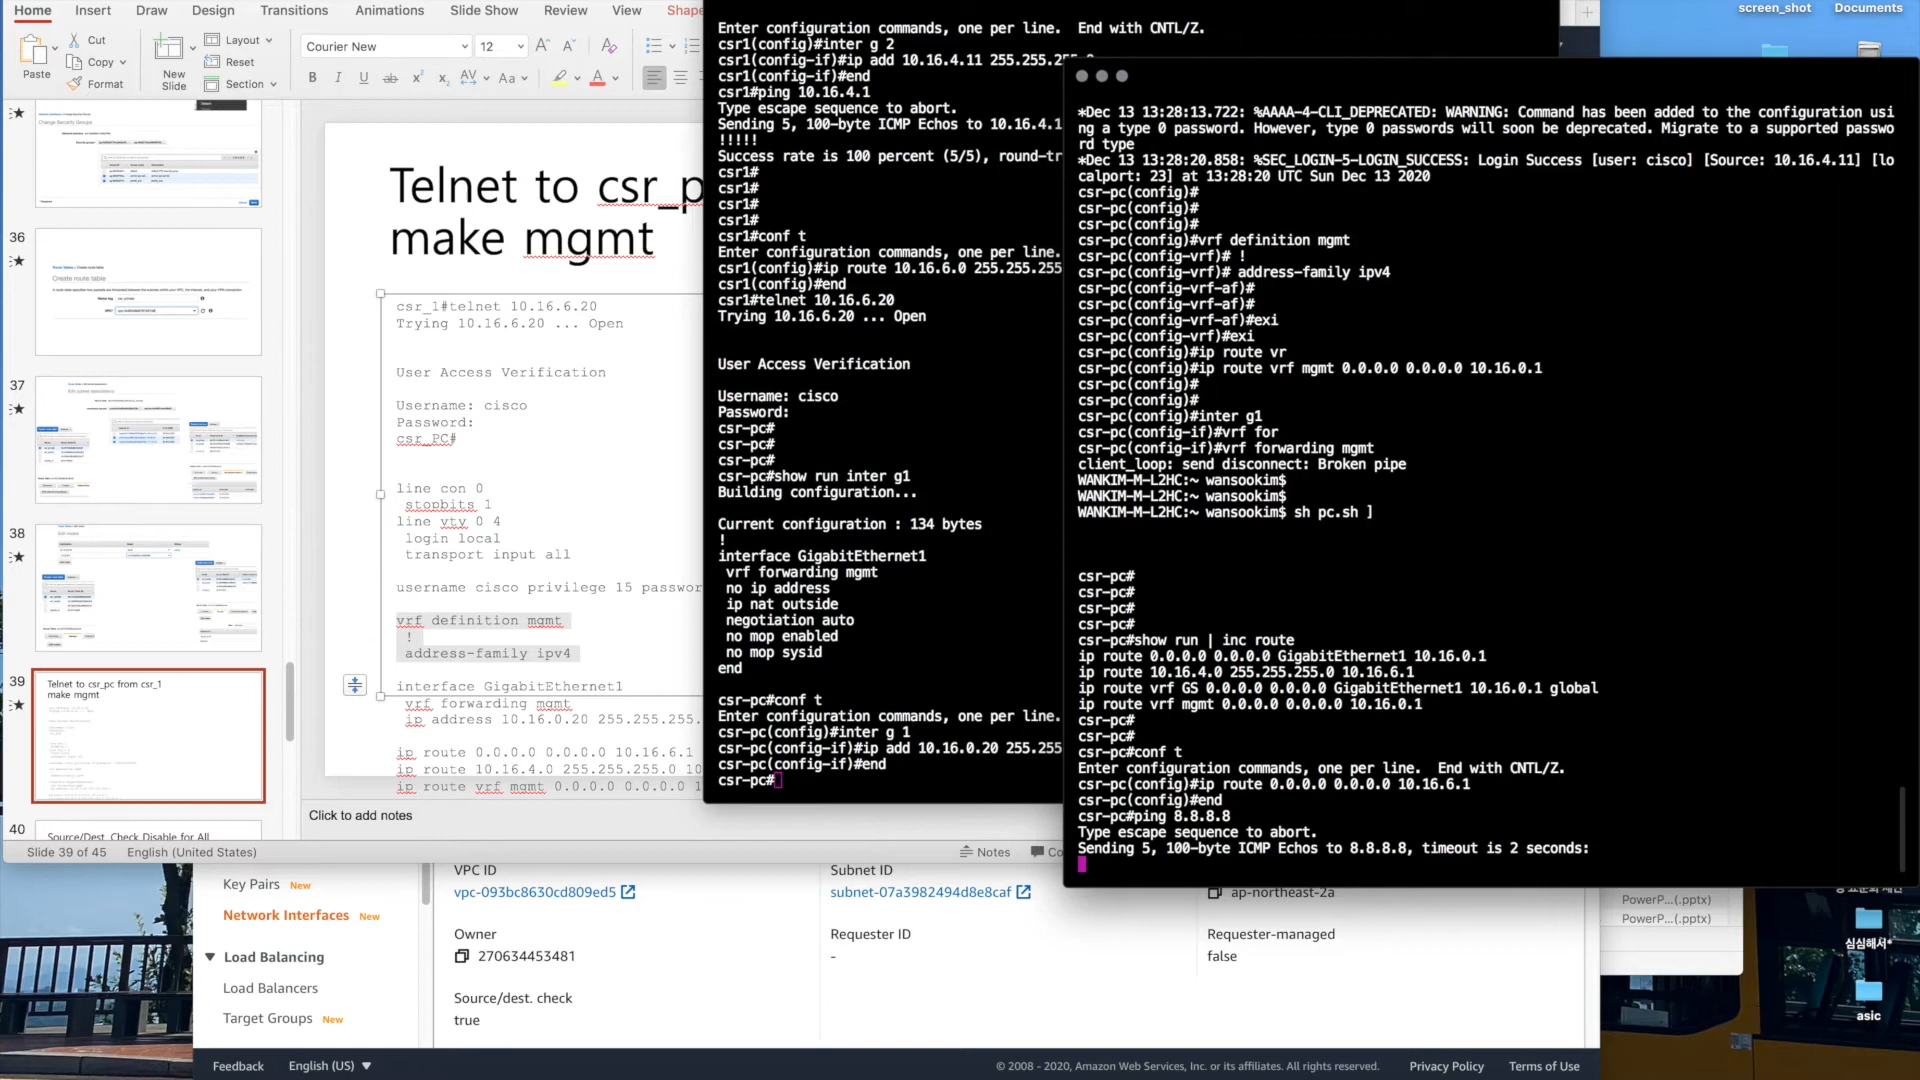 Home Insert Draw Design Transitions Animations Slide Show Review View Shape
Paste
Cut
Copy
Format
New
Slide
Layout
Reset
Section
Courier New
12
36
37
38
39
40
Change Security Groups
Create route table
Telnet to csr_pc from csr_1
make mgmt
Source/Dest. Check Disable for All
Telnet to csr_p
make mgmt
csr_1#telnet 10.16.6.20
Trying 10.16.6.20 ... Open
User Access Verification
Username: cisco
Password:
csr_PC#
line con 0
stopbits 1
line vty 0 4
login local
transport input all
username cisco privilege 15 passwor
vrf definition mgmt
!
address-family ipv4
interface GigabitEthernet1
vrf forwarding mgmt
ip address 10.16.0.20 255.255.255.
ip route 0.0.0.0 0.0.0.0 10.16.6.1
ip route 10.16.4.0 255.255.255.0 10
ip route vrf mgmt 0.0.0.0 0.0.0.0 1
Click to add notes
Slide 39 of 45 English (United States)
Notes
Co
Enter configuration commands, one per line. End with CNTL/Z.
csr1(config)#inter g 2
csr1(config-if)#ip add 10.16.4.11 255.255.255.0
csr1(config-if)#end
csr1#ping 10.16.4.1
Type escape sequence to abort.
Sending 5, 100-byte ICMP Echos to 10.16.4.1
!!!!!
Success rate is 100 percent (5/5), round-tr
csr1#
csr1#
csr1#
csr1#
csr1#conf t
Enter configuration commands, one per line.
csr1(config)#ip route 10.16.6.0 255.255.255
csr1(config)#end
csr1#telnet 10.16.6.20
Trying 10.16.6.20 ... Open
User Access Verification
Username: cisco
Password:
csr-pc#
csr-pc#
csr-pc#
csr-pc#show run inter g1
Building configuration...
Current configuration : 134 bytes
!
interface GigabitEthernet1
vrf forwarding mgmt
no ip address
ip nat outside
negotiation auto
no mop enabled
no mop sysid
end
csr-pc#conf t
Enter configuration commands, one per line.
csr-pc(config)#inter g 1
csr-pc(config-if)#ip add 10.16.0.20 255.255
csr-pc(config-if)#end
csr-pc#
*Dec 13 13:28:13.722: %AAAA-4-CLI_DEPRECATED: WARNING: Command has been added to the configuration usi
ng a type 0 password. However, type 0 passwords will soon be deprecated. Migrate to a supported passwo
rd type
*Dec 13 13:28:20.858: %SEC_LOGIN-5-LOGIN_SUCCESS: Login Success [user: cisco] [Source: 10.16.4.11] [lo
calport: 23] at 13:28:20 UTC Sun Dec 13 2020
csr-pc(config)#
csr-pc(config)#
csr-pc(config)#
csr-pc(config)#vrf definition mgmt
csr-pc(config-vrf)# !
csr-pc(config-vrf)# address-family ipv4
csr-pc(config-vrf-af)#
csr-pc(config-vrf-af)#
csr-pc(config-vrf-af)#exi
csr-pc(config-vrf)#exi
csr-pc(config)#ip route vr
csr-pc(config)#ip route vrf mgmt 0.0.0.0 0.0.0.0 10.16.0.1
csr-pc(config)#
csr-pc(config)#
csr-pc(config)#inter g1
csr-pc(config-if)#vrf for
csr-pc(config-if)#vrf forwarding mgmt
client_loop: send disconnect: Broken pipe
WANKIM-M-L2HC:~ wansookim$
WANKIM-M-L2HC:~ wansookim$
WANKIM-M-L2HC:~ wansookim$ sh pc.sh ]
csr-pc#
csr-pc#
csr-pc#
csr-pc#
csr-pc#show run | inc route
ip route 0.0.0.0 0.0.0.0 GigabitEthernet1 10.16.0.1
ip route 10.16.4.0 255.255.255.0 10.16.6.1
ip route vrf GS 0.0.0.0 0.0.0.0 GigabitEthernet1 10.16.0.1 global
ip route vrf mgmt 0.0.0.0 0.0.0.0 10.16.0.1
csr-pc#
csr-pc#
csr-pc#conf t
Enter configuration commands, one per line. End with CNTL/Z.
csr-pc(config)#ip route 0.0.0.0 0.0.0.0 10.16.6.1
csr-pc(config)#end
csr-pc#ping 8.8.8.8
Type escape sequence to abort.
Sending 5, 100-byte ICMP Echos to 8.8.8.8, timeout is 2 seconds:
screen_shot
Documents
Key Pairs New
Network Interfaces New
Load Balancing
Load Balancers
Target Groups New
VPC ID
vpc-093bc8630cd809ed5
Subnet ID
subnet-07a3982494d8e8caf
ap-northeast-2a
Owner
270634453481
Requester ID
-
Requester-managed
false
Source/dest. check
true
PowerP...(.pptx)
PowerP...(.pptx)
심심해서*
asic
Feedback English (US)
© 2008 - 2020, Amazon Web Services, Inc. or its affiliates. All rights reserved. Privacy Policy Terms of Use